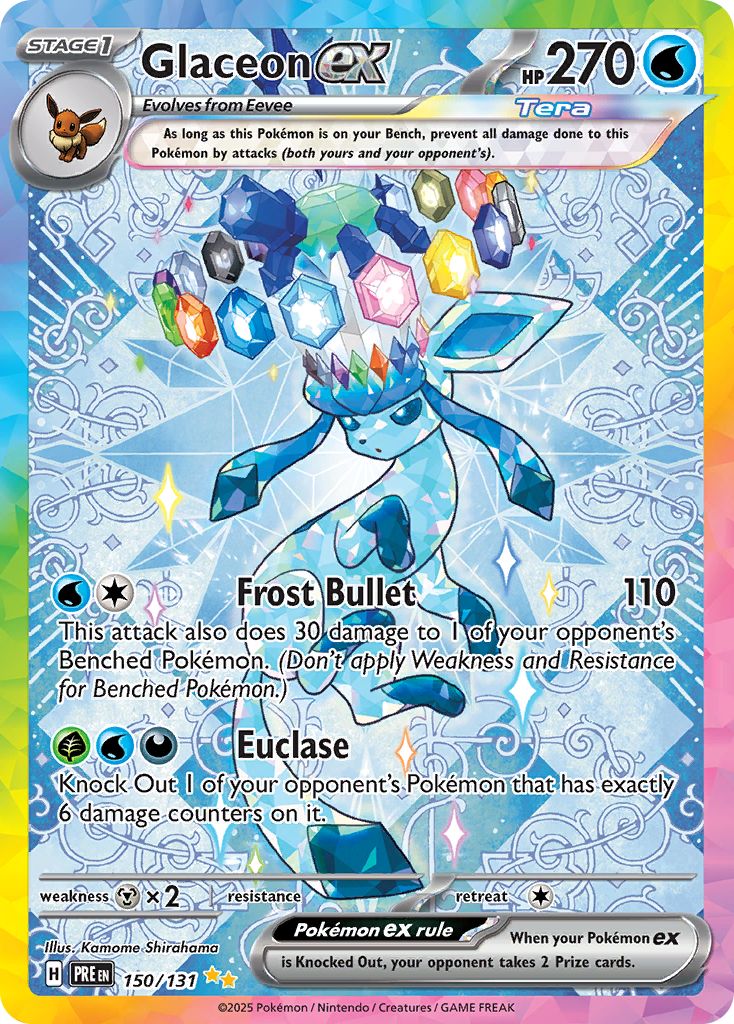 STAGE 1
Glaceon ex
HP 270
Evolves from Eevee
Tera
As long as this Pokémon is on your Bench, prevent all damage done to this
Pokémon by attacks (both yours and your opponent's).
Frost Bullet 110
This attack also does 30 damage to 1 of your opponent's
Benched Pokémon. (Don't apply Weakness and Resistance
for Benched Pokémon.)
Euclase
Knock Out 1 of your opponent's Pokémon that has exactly
6 damage counters on it.
weakness ×2 resistance retreat
Illus. Kamome Shirahama
Pokémon ex rule
When your Pokémon ex
is Knocked Out, your opponent takes 2 Prize cards.
H PRE EN 150/131
©2025 Pokémon / Nintendo / Creatures / GAME FREAK